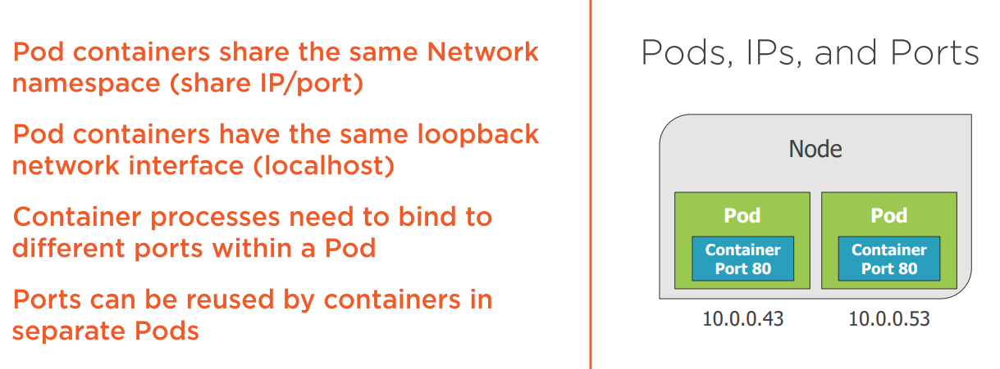 Pod containers share the same Network
namespace (share IP/port)
Pod containers have the same loopback
network interface (localhost)
Container processes need to bind to
different ports within a Pod
Ports can be reused by containers in
separate Pods
Pods, IPs, and Ports
Node
Pod
Container
Port 80
Pod
Container
Port 80
10.0.0.43
10.0.0.53